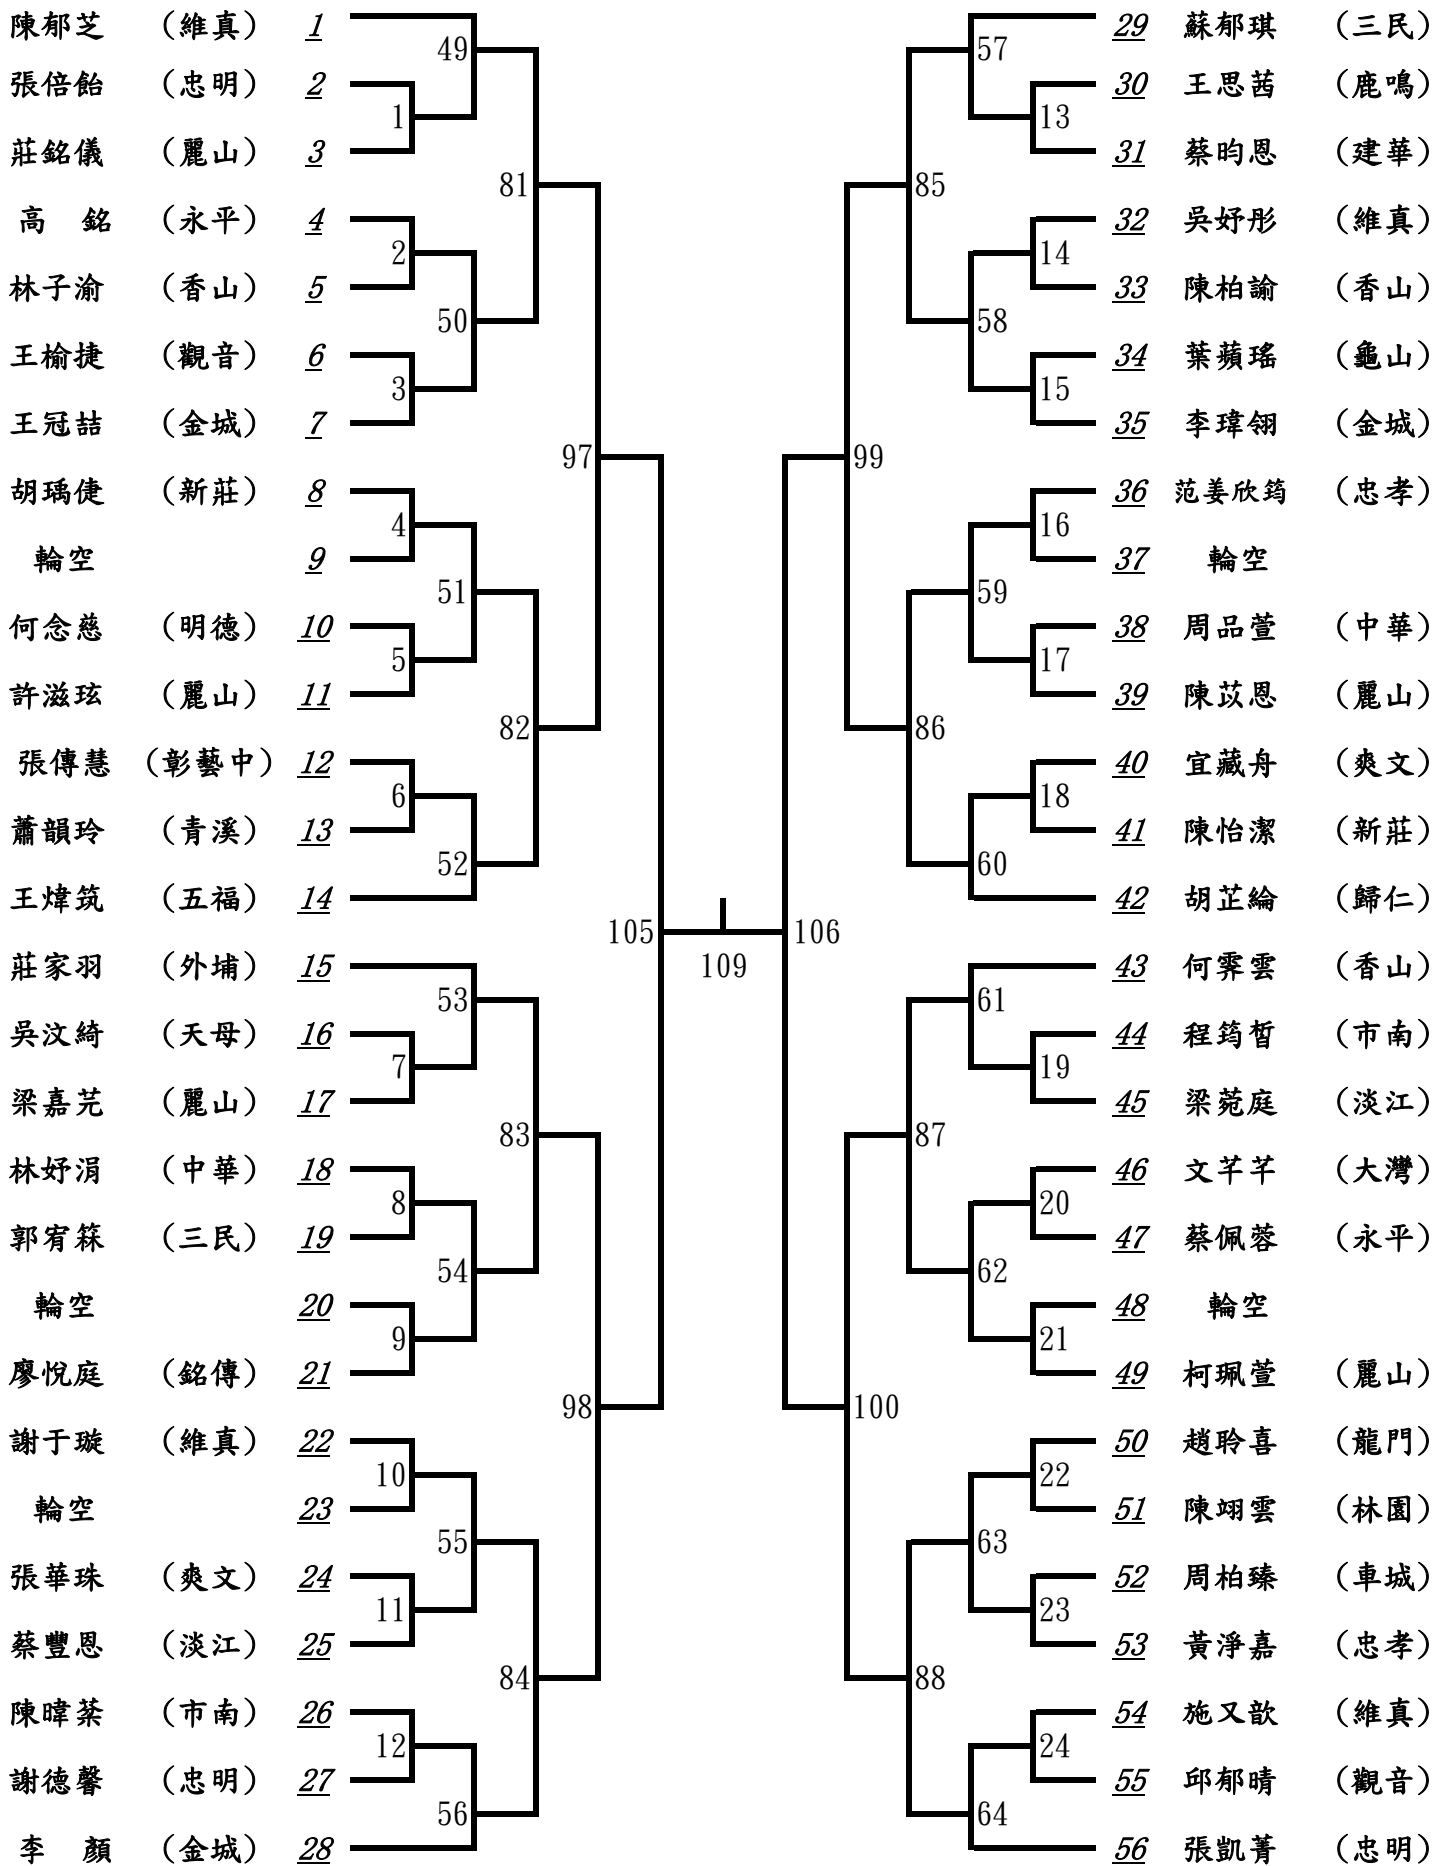 陳郁芝 (維真) 1 29 蘇郁琪 (三民)
49 57
張倍飴 (忠明) 2 30 王思茜 (鹿鳴)
1 13
莊銘儀 (麗山) 3 31 蔡昀恩 (建華)
81 85
高 銘 (永平) 4 32 吳妤彤 (維真)
2 14
林子渝 (香山) 5 33 陳柏諭 (香山)
50 58
王榆捷 (觀音) 6 34 葉蘋瑤 (龜山)
3 15
王冠喆 (金城) 7 35 李瑋翎 (金城)
97 99
胡瑀倢 (新莊) 8 36 范姜欣筠 (忠孝)
4 16
輪空 9 37 輪空
51 59
何念慈 (明德) 10 38 周品萱 (中華)
5 17
許滋玹 (麗山) 11 39 陳苡恩 (麗山)
82 86
張傳慧 (彰藝中) 12 40 宜藏舟 (爽文)
6 18
蕭韻玲 (青溪) 13 41 陳怡潔 (新莊)
52 60
王煒筑 (五福) 14 42 胡芷綸 (歸仁)
105 106
109
莊家羽 (外埔) 15 43 何霽雲 (香山)
53 61
吳汶綺 (天母) 16 44 程筠晳 (市南)
7 19
梁嘉芫 (麗山) 17 45 梁菀庭 (淡江)
83 87
林妤涓 (中華) 18 46 文芊芊 (大灣)
8 20
郭宥箖 (三民) 19 47 蔡佩蓉 (永平)
54 62
輪空 20 48 輪空
9 21
廖悅庭 (銘傳) 21 49 柯珮萱 (麗山)
98 100
謝于璇 (維真) 22 50 趙聆喜 (龍門)
10 22
輪空 23 51 陳翊雲 (林園)
55 63
張華珠 (爽文) 24 52 周柏臻 (車城)
11 23
蔡豐恩 (淡江) 25 53 黃淨嘉 (忠孝)
84 88
陳暐棻 (市南) 26 54 施又歆 (維真)
12 24
謝德馨 (忠明) 27 55 邱郁晴 (觀音)
56 64
李 顏 (金城) 28 56 張凱菁 (忠明)